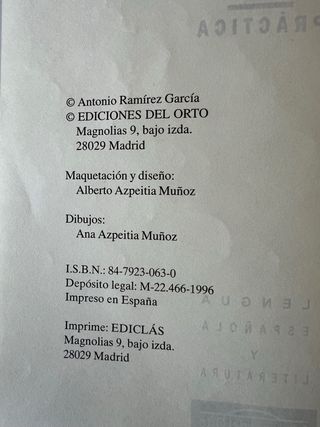 © Antonio Ramírez García
© EDICIONES DEL ORTO
Magnolias 9, bajo izda.
28029 Madrid
Maquetación y diseño:
Alberto Azpeitia Muñoz
Dibujos:
Ana Azpeitia Muñoz
I.S.B.N.: 84-7923-063-0
Depósito legal: M-22.466-1996
Impreso en España
Imprime: EDICLÁS
Magnolias 9, bajo izda.
28029 Madrid
PRÁCTICA
LENGUA
ESPAÑOLA
Y
LITERATURA